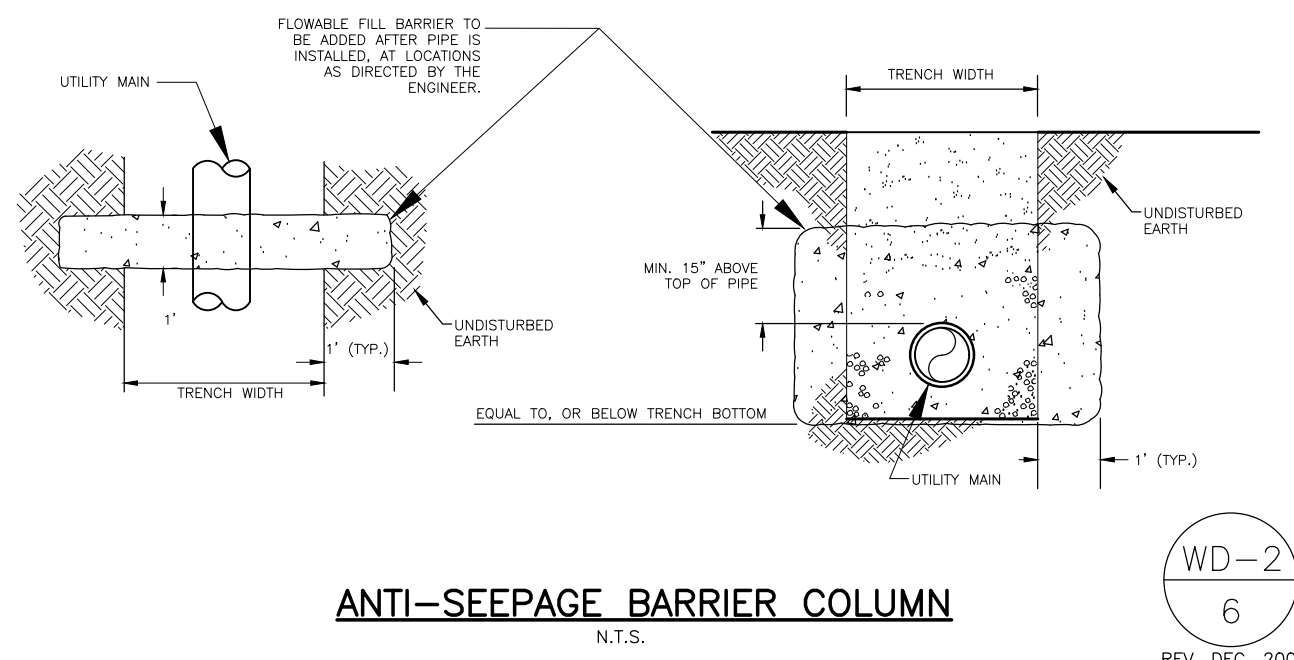 FLOWABLE FILL BARRIER TO
BE ADDED AFTER PIPE IS
INSTALLED, AT LOCATIONS
AS DIRECTED BY THE
ENGINEER.
UTILITY MAIN
1'
1' (TYP.)
TRENCH WIDTH
UNDISTURBED
EARTH
TRENCH WIDTH
UNDISTURBED
EARTH
MIN. 15" ABOVE
TOP OF PIPE
EQUAL TO, OR BELOW TRENCH BOTTOM
1' (TYP.)
UTILITY MAIN
ANTI-SEEPAGE BARRIER COLUMN
N.T.S.
WD-2
6
REV. DEC.